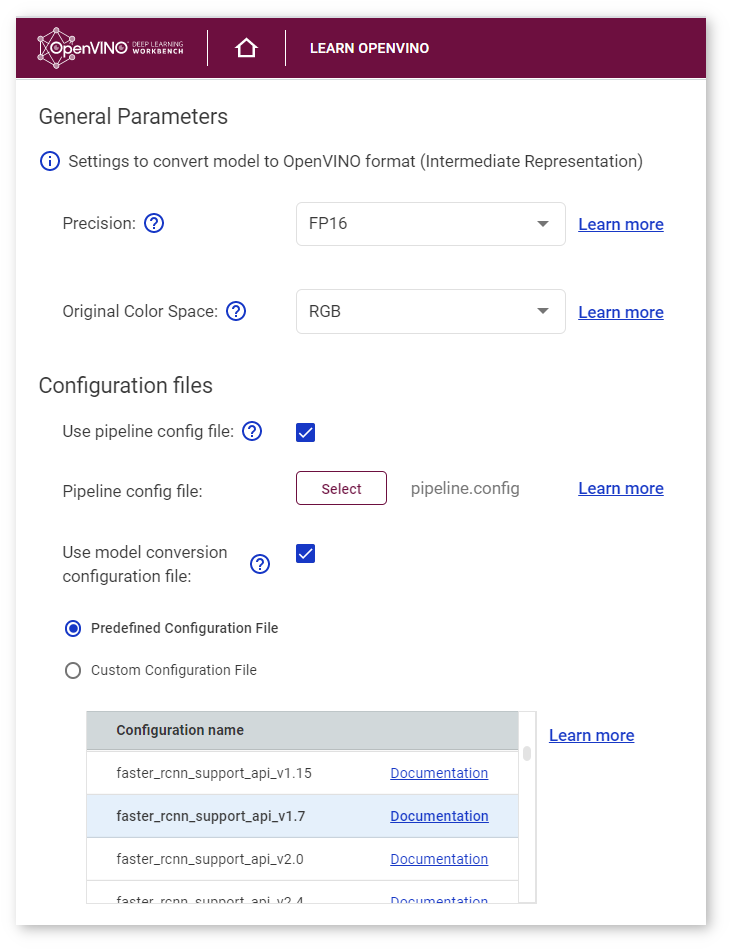 OpenVINO DEEP LEARNING WORKBENCH LEARN OPENVINO
General Parameters
Settings to convert model to OpenVINO format (Intermediate Representation)
Precision: FP16 Learn more
Original Color Space: RGB Learn more
Configuration files
Use pipeline config file:
Pipeline config file: Select pipeline.config Learn more
Use model conversion
configuration file:
Predefined Configuration File
Custom Configuration File
Configuration name Learn more
faster_rcnn_support_api_v1.15 Documentation
faster_rcnn_support_api_v1.7 Documentation
faster_rcnn_support_api_v2.0 Documentation
faster_rcnn_support_api_v2.4 Documentation